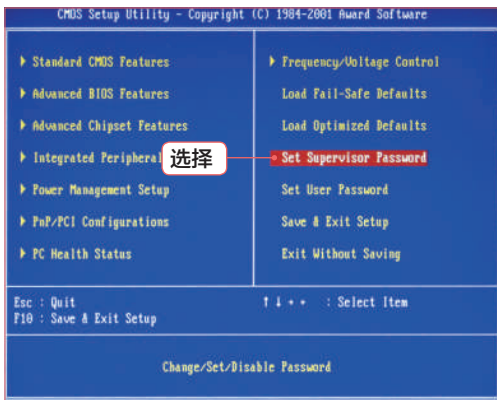 CMOS Setup Utility - Copyright (C) 1984-2001 Award Software
Standard CMOS Features
Advanced BIOS Features
Advanced Chipset Features
Integrated Peripheral
Power Management Setup
PnP/PCI Configurations
PC Health Status
选择
Frequency/Voltage Control
Load Fail-Safe Defaults
Load Optimized Defaults
Set Supervisor Password
Set User Password
Save & Exit Setup
Exit Without Saving
Esc : Quit
F10 : Save & Exit Setup
↑ ↓ → ← : Select Item
Change/Set/Disable Password